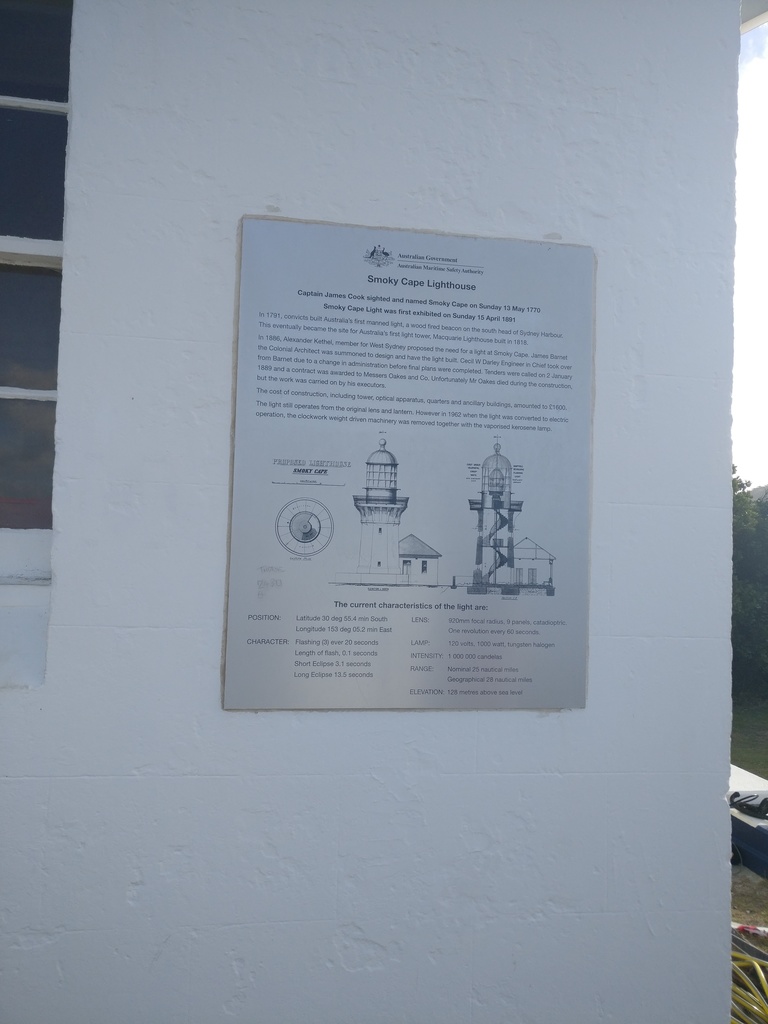 Australian Government
Australian Maritime Safety Authority
Smoky Cape Lighthouse
Captain James Cook sighted and named Smoky Cape on Sunday 13 May 1770
Smoky Cape Light was first exhibited on Sunday 15 April 1891
In 1791, convicts built Australia's first manned light, a wood fired beacon on the south head of Sydney Harbour.
This eventually became the site for Australia's first light tower, Macquarie Lighthouse built in 1818.
In 1886, Alexander Kethel, member for West Sydney proposed the need for a light at Smoky Cape. James Barnet
the Colonial Architect was summoned to design and have the light built. Cecil W Darley Engineer in Chief took over
from Barnet due to a change in administration before final plans were completed. Tenders were called on 2 January
1889 and a contract was awarded to Messers Oakes and Co. Unfortunately Mr Oakes died during the construction,
but the work was carried on by his executors.
The cost of construction, including tower, optical apparatus, quarters and ancillary buildings, amounted to £1800.
The light still operates from the original lens and lantern. However in 1962 when the light was converted to electric
operation, the clockwork weight driven machinery was removed together with the vaporised kerosene lamp.
PROPOSED LIGHTHOUSE
SMOKY CAPE
The current characteristics of the light are:
POSITION: Latitude 30 deg 55.4 min South
Longitude 153 deg 05.2 min East
CHARACTER: Flashing (3) ever 20 seconds
Length of flash, 0.1 seconds
Short Eclipse 3.1 seconds
Long Eclipse 13.5 seconds
LENS: 920mm focal radius, 9 panels, catadioptric.
One revolution every 60 seconds.
LAMP: 120 volts, 1000 watt, tungsten halogen
INTENSITY: 1 000 000 candelas
RANGE: Nominal 25 nautical miles
Geographical 28 nautical miles
ELEVATION: 128 metres above sea level